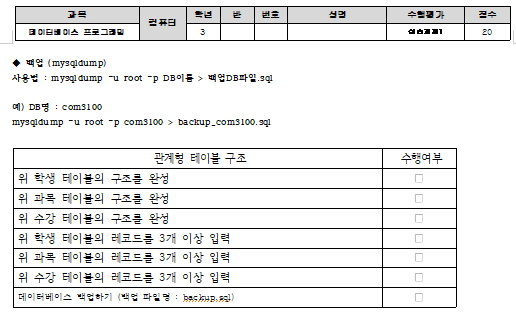 과목 컴퓨터 학년 반 번호 성명 수행평가 점수
데이터베이스 프로그래밍 3 20
◆ 백업 (mysqldump)
사용법 : mysqldump -u root -p DB이름 > 백업DB파일.sql
예) DB명 : com3100
mysqldump -u root -p com3100 > backup_com3100.sql
관계형 테이블 구조 수행여부
위 학생 테이블의 구조를 완성 □
위 과목 테이블의 구조를 완성 □
위 수강 테이블의 구조를 완성 □
위 학생 테이블의 레코드를 3개 이상 입력 □
위 과목 테이블의 레코드를 3개 이상 입력 □
위 수강 테이블의 레코드를 3개 이상 입력 □
데이터베이스 백업하기 (백업 파일명 : backup.sql) □